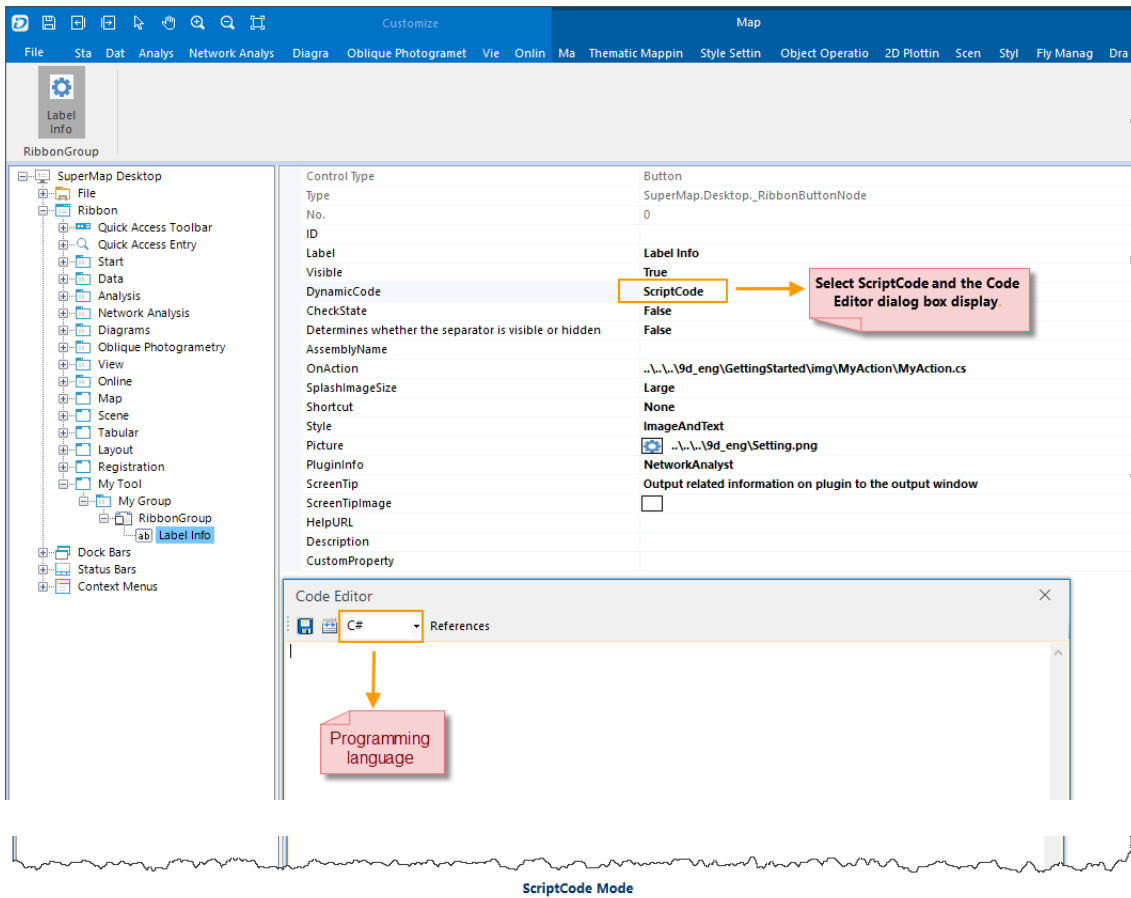 Customize
Map
File Sta Dat Analys Network Analys Diagra Oblique Photogramet Vie Onlin Ma Thematic Mappin Style Settin Object Operatio 2D Plottin Scen Styl Fly Manag Dra
Label
Info
RibbonGroup
SuperMap Desktop
File
Ribbon
Quick Access Toolbar
Quick Access Entry
Start
Data
Analysis
Network Analysis
Diagrams
Oblique Photogrametry
View
Online
Map
Scene
Tabular
Layout
Registration
My Tool
My Group
RibbonGroup
ab Label Info
Dock Bars
Status Bars
Context Menus
Control Type Button
Type SuperMap.Desktop._RibbonButtonNode
No. 0
ID
Label Label Info
Visible True
DynamicCode ScriptCode
CheckState False
Determines whether the separator is visible or hidden False
AssemblyName
OnAction ..\..\..\9d_eng\GettingStarted\img\MyAction\MyAction.cs
SplashImageSize Large
Shortcut None
Style ImageAndText
Picture ..\..\..\9d_eng\Setting.png
PluginInfo NetworkAnalyst
ScreenTip Output related information on plugin to the output window
ScreenTipImage
HelpURL
Description
CustomProperty
Select ScriptCode and the Code
Editor dialog box display.
Code Editor
C# References
Programming
language
ScriptCode Mode